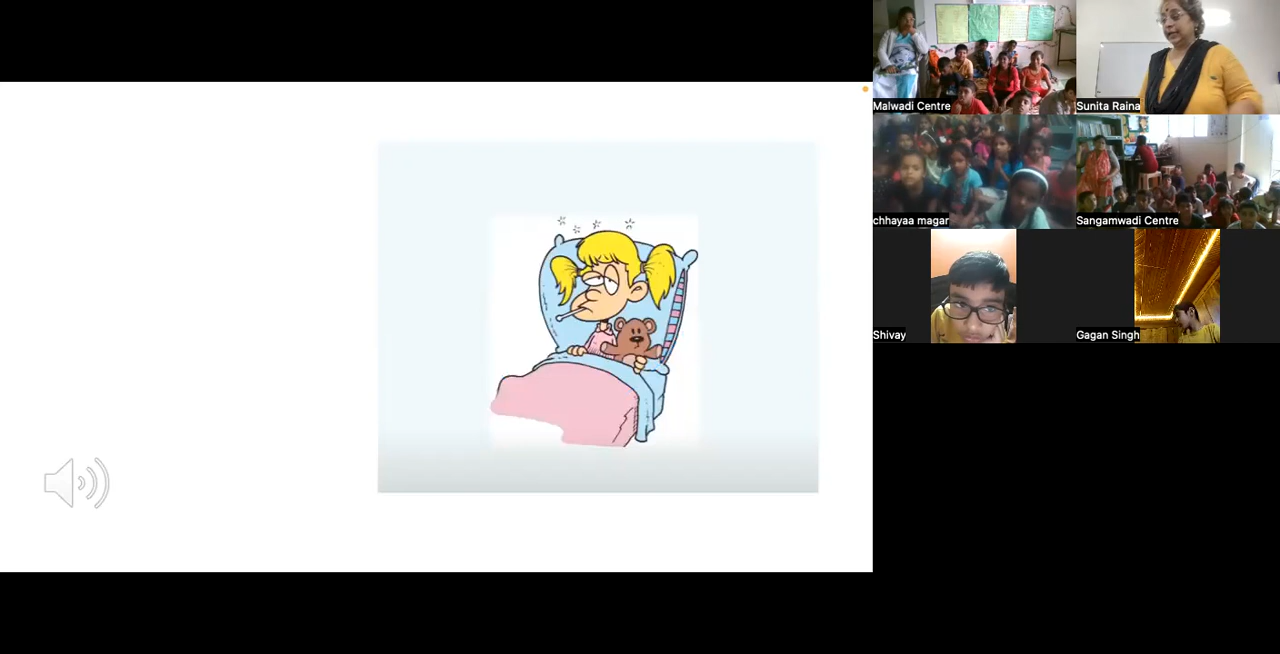 Malwadi Centre
Sunita Raina
chhayaa magar
Sangamwadi Centre
Shivay
Gagan Singh